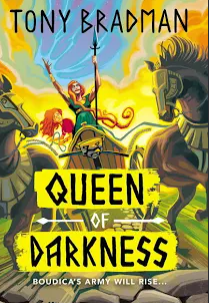 TONY BRADMAN
QUEEN
OF
DARKNESS
BOUDICA'S ARMY WILL RISE...